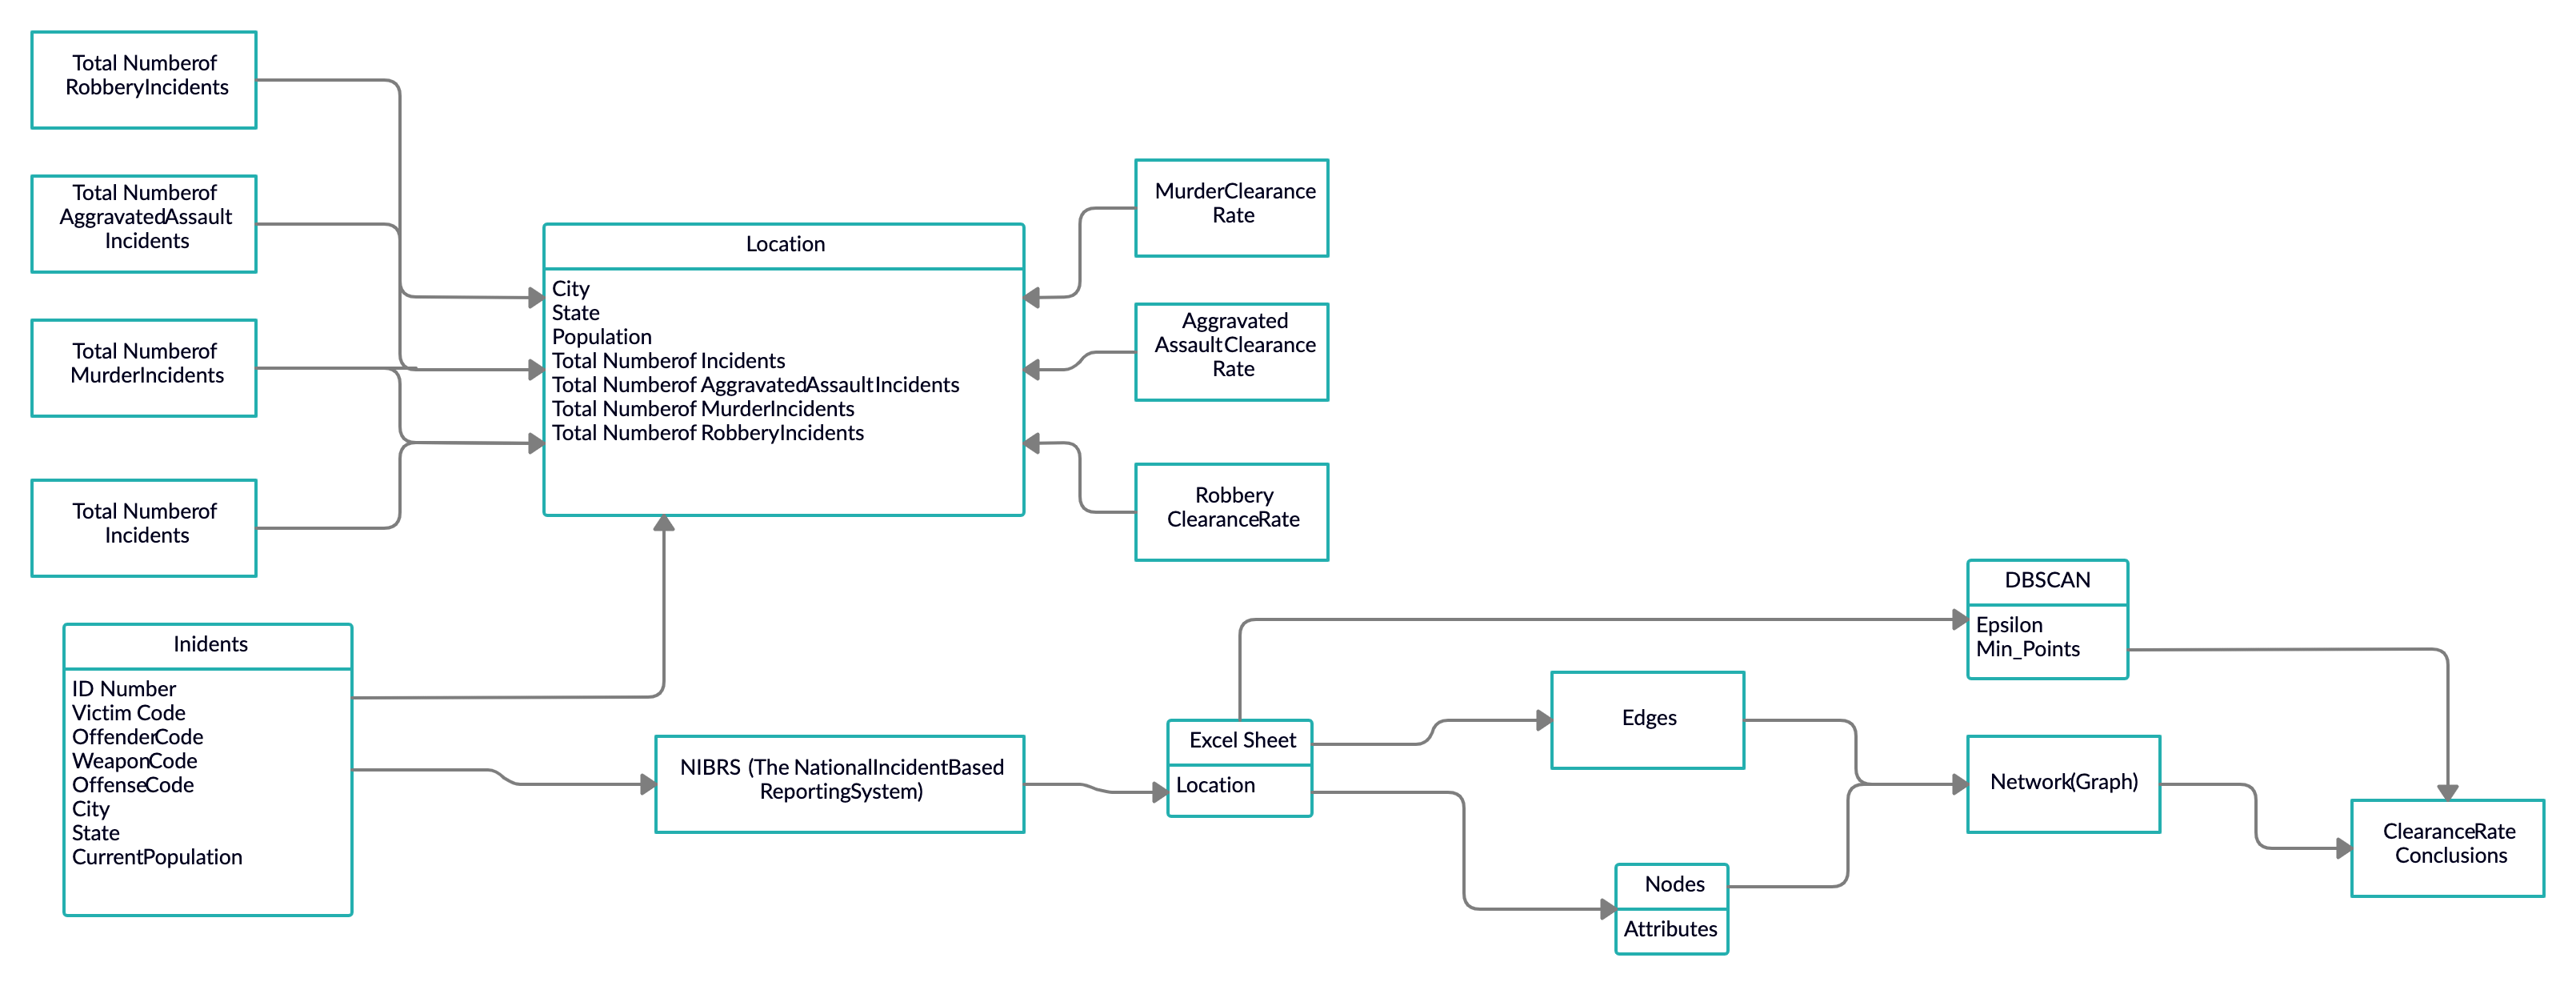 Total Numberof
RobberyIncidents
Total Numberof
AggravatedAssault
Incidents
Total Numberof
MurderIncidents
Total Numberof
Incidents
Location
City
State
Population
Total Numberof Incidents
Total Numberof AggravatedAssaultIncidents
Total Numberof MurderIncidents
Total Numberof RobberyIncidents
MurderClearance
Rate
Aggravated
AssaultClearance
Rate
Robbery
ClearanceRate
Inidents
ID Number
Victim Code
OffenderCode
WeaponCode
OffenseCode
City
State
CurrentPopulation
NIBRS (The NationalIncidentBased
ReportingSystem)
Excel Sheet
Location
Edges
Nodes
Attributes
DBSCAN
Epsilon
Min_Points
Network(Graph)
ClearanceRate
Conclusions